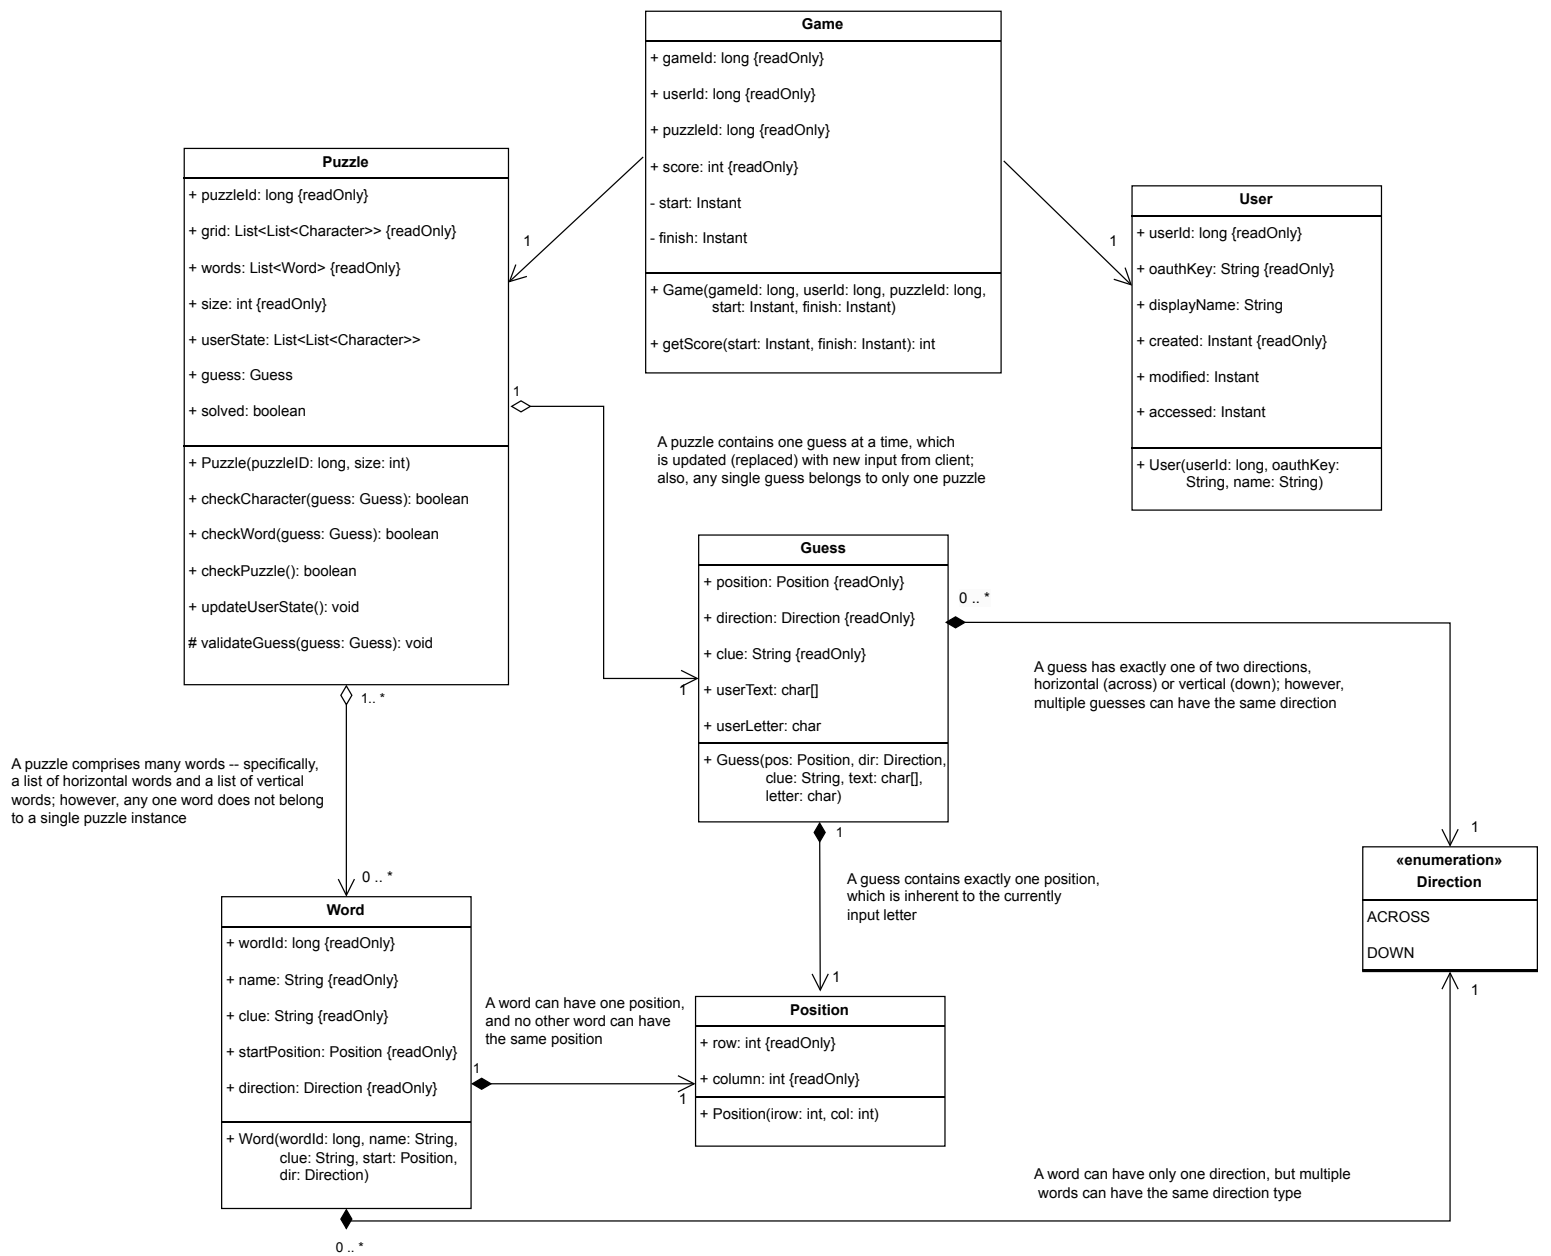 Game
+ gameId: long {readOnly}
+ userId: long {readOnly}
+ puzzleId: long {readOnly}
+ score: int {readOnly}
- start: Instant
- finish: Instant
+ Game(gameId: long, userId: long, puzzleId: long,
start: Instant, finish: Instant)
+ getScore(start: Instant, finish: Instant): int
1
1
Puzzle
+ puzzleId: long {readOnly}
+ grid: List<List<Character>> {readOnly}
+ words: List<Word> {readOnly}
+ size: int {readOnly}
+ userState: List<List<Character>>
+ guess: Guess
+ solved: boolean
+ Puzzle(puzzleID: long, size: int)
+ checkCharacter(guess: Guess): boolean
+ checkWord(guess: Guess): boolean
+ checkPuzzle(): boolean
+ updateUserState(): void
# validateGuess(guess: Guess): void
User
+ userId: long {readOnly}
+ oauthKey: String {readOnly}
+ displayName: String
+ created: Instant {readOnly}
+ modified: Instant
+ accessed: Instant
+ User(userId: long, oauthKey:
String, name: String)
1
A puzzle contains one guess at a time, which
is updated (replaced) with new input from client;
also, any single guess belongs to only one puzzle
1
Guess
+ position: Position {readOnly}
+ direction: Direction {readOnly}
+ clue: String {readOnly}
+ userText: char[]
+ userLetter: char
+ Guess(pos: Position, dir: Direction,
clue: String, text: char[],
letter: char)
0 .. *
A guess has exactly one of two directions,
horizontal (across) or vertical (down); however,
multiple guesses can have the same direction
1
1.. *
A puzzle comprises many words -- specifically,
a list of horizontal words and a list of vertical
words; however, any one word does not belong
to a single puzzle instance
0 .. *
1
A guess contains exactly one position,
which is inherent to the currently
input letter
1
«enumeration»
Direction
ACROSS
DOWN
1
Word
+ wordId: long {readOnly}
+ name: String {readOnly}
+ clue: String {readOnly}
+ startPosition: Position {readOnly}
+ direction: Direction {readOnly}
+ Word(wordId: long, name: String,
clue: String, start: Position,
dir: Direction)
A word can have one position,
and no other word can have
the same position
1
1
Position
+ row: int {readOnly}
+ column: int {readOnly}
+ Position(irow: int, col: int)
A word can have only one direction, but multiple
words can have the same direction type
0 .. *